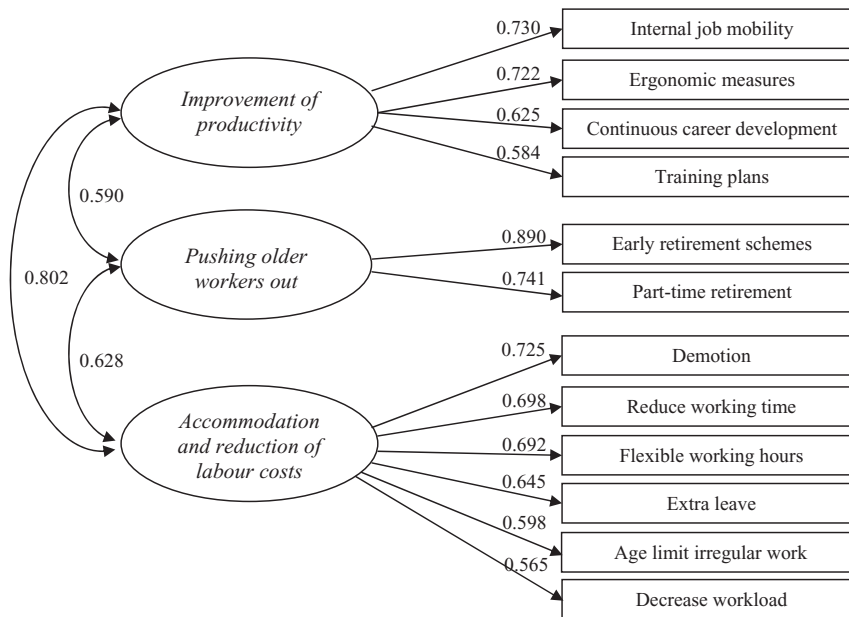 0.730
Internal job mobility
0.722
Ergonomic measures
Improvement of
productivity
0.625
Continuous career development
0.584
Training plans
0.590
0.890
Early retirement schemes
Pushing older
workers out
0.741
Part-time retirement
0.802
0.628
0.725
Demotion
0.698
Reduce working time
Accommodation
and reduction of
labour costs
0.692
Flexible working hours
0.645
Extra leave
0.598
Age limit irregular work
0.565
Decrease workload